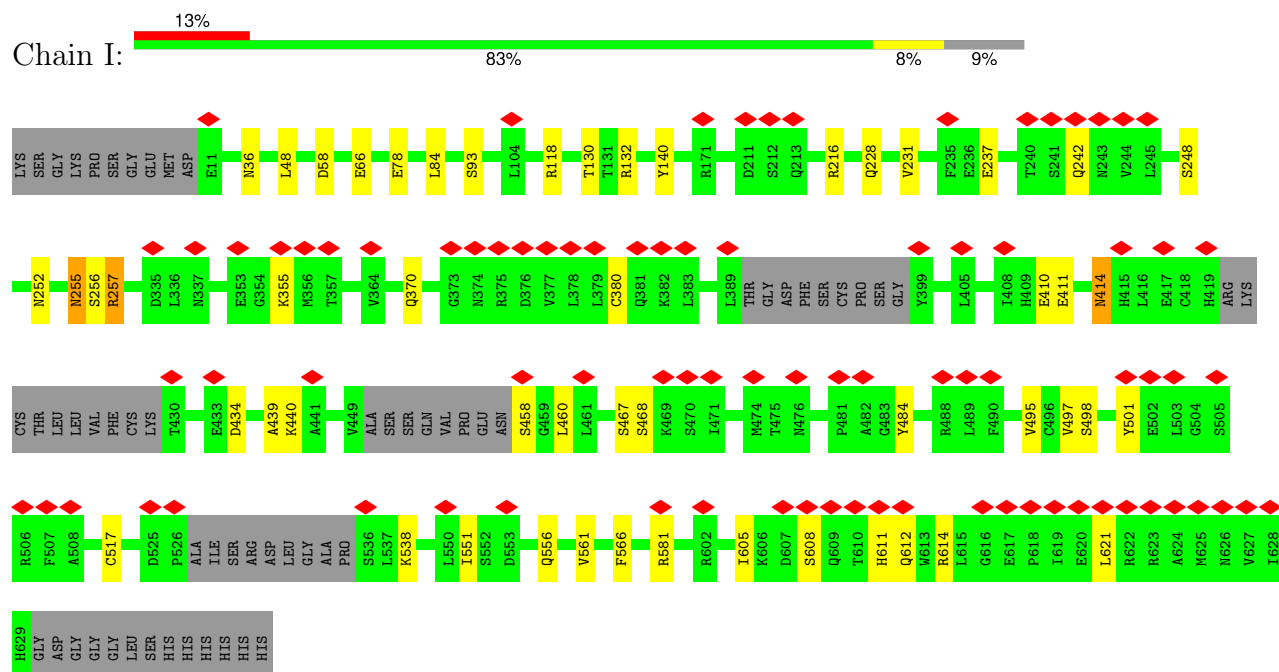 13%
Chain I:
83% 8% 9%
LYS SER GLY LYS PRO SER GLY GLU MET ASP E11 N36 L48 D58 E66 E78 L84 S93 L104 R118 T130 T131 R132 Y140 R171 D211 S212 Q213 R216 Q228 V231 F235 E236 E237 T240 S241 Q242 N243 V244 L245 S248
N252 N255 S256 R257 D335 L336 N337 E353 G354 K355 M356 T357 V364 Q370 G373 N374 R375 D376 V377 L378 L379 C380 Q381 K382 L383 L389 THR GLY ASP PHE SER CYS PRO SER GLY Y399 L405 I408 H409 E410 E411 N414 H415 L416 E417 C418 H419 ARG LYS
CYS THR LEU LEU VAL PHE CYS LYS T430 E433 D434 A439 K440 A441 V449 ALA SER SER GLN VAL PRO GLU ASN S458 G459 L460 L461 S467 S468 K469 S470 I471 M474 T475 N476 P481 A482 G483 Y484 R488 L489 F490 V495 C496 V497 S498 Y501 E502 L503 G504 S505
R506 F507 A508 C517 D525 P526 ALA ILE SER ARG ASP LEU GLY ALA PRO S536 L537 K538 L550 I551 S552 D553 Q556 V561 F566 R581 R602 I605 K606 D607 S608 Q609 T610 H611 Q612 W613 R614 L615 G616 E617 P618 I619 E620 L621 R622 R623 A624 M625 N626 V627 I628
H629 GLY ASP GLY GLY GLY LEU SER HIS HIS HIS HIS HIS HIS